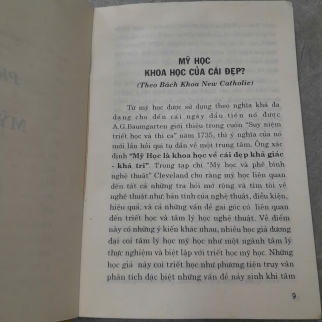 MỸ HỌC
KHOA HỌC CỦA CÁI ĐẸP?
(Theo Bách Khoa New Catholic)
Từ mỹ học được sử dụng theo nghĩa khá đa
dạng cho đến cái ngày đầu tiên nó được
A.G.Baumgarten giới thiệu trong cuốn "Suy niệm
triết học và thi ca" năm 1735, thì ý nghĩa của nó
mới lần hồi qua tụ dần về một trung tâm. Ông xác
định "Mỹ Học là khoa học về cái đẹp khả giác
- khả tri". Trong tạp chí "Mỹ học và phê bình
nghệ thuật" Cleveland cho rằng mỹ học liên quan
đến tất cả những tra hỏi mở rộng và tìm tòi về
nghệ thuật như: bản tính của nghệ thuật, điều kiện,
hiệu quả, và cả những vấn đề gai góc có liên quan
đến triết học và tâm lý học nghệ thuật. Về điểm
này có những ý kiến khác nhau, nhiều học giả đương
đại coi tâm lý học mỹ học như một ngành tâm lý
thực nghiệm và biệt lập với triết học mỹ học. Những
học giả này coi triết học như phương tiện truy vấn
phân tích đặc biệt những vấn đề này sinh khi tâm
9